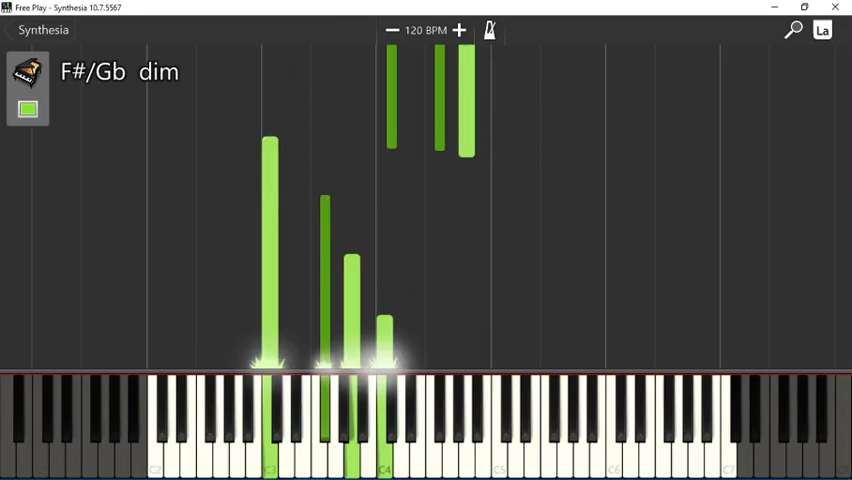 Free Play - Synthesia 10.7.5567
Synthesia
120 BPM
La
F#/Gb dim
C2
C3
C4
C5
C6
C7